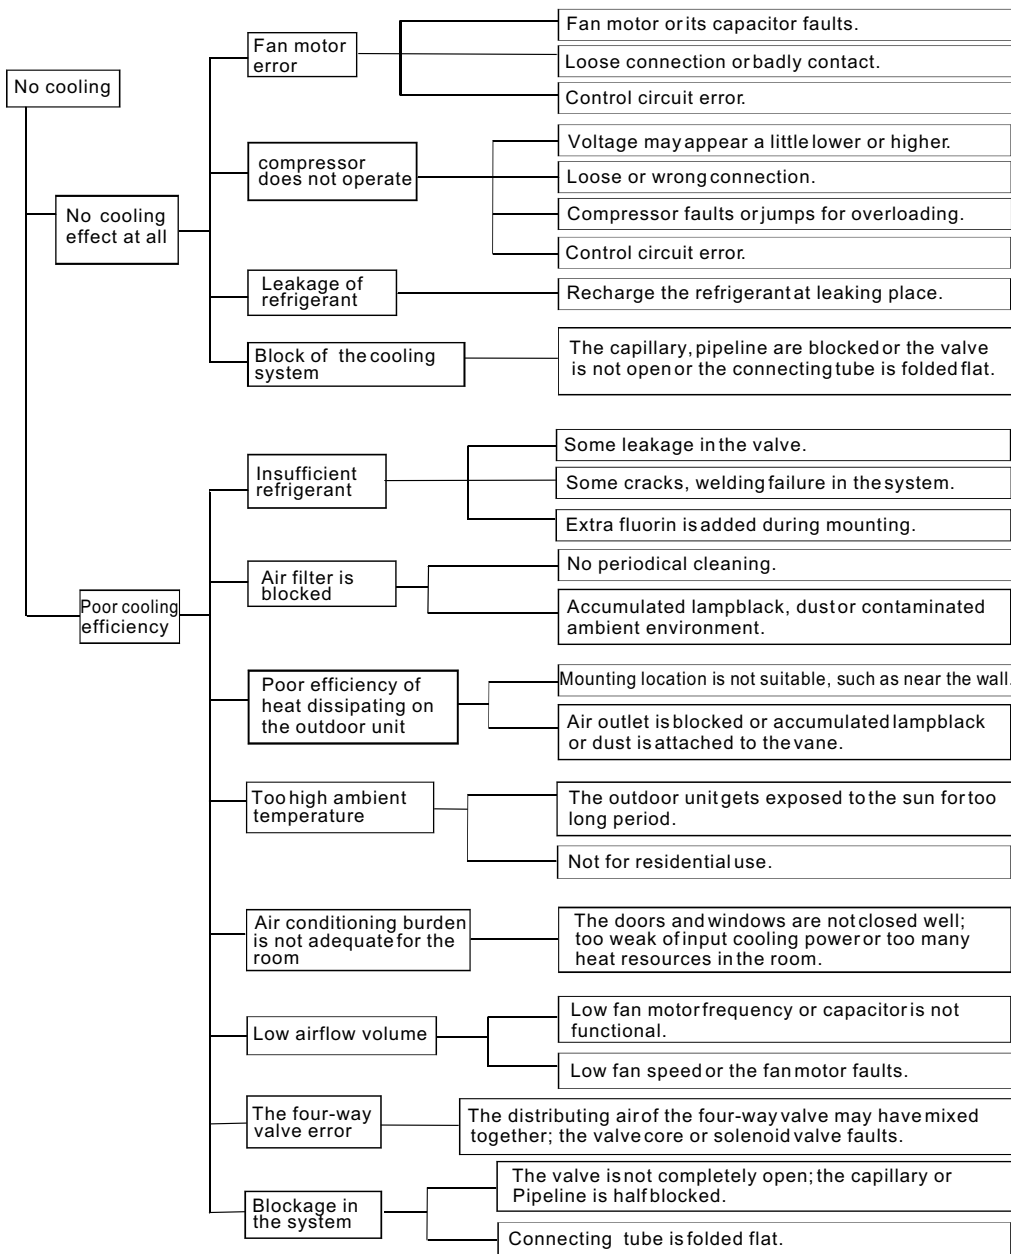 No cooling
No cooling
effect at all
Fan motor
error
Fan motor or its capacitor faults.
Loose connection or badly contact.
Control circuit error.
compressor
does not operate
Voltage may appear a little lower or higher.
Loose or wrong connection.
Compressor faults or jumps for overloading.
Control circuit error.
Leakage of
refrigerant
Recharge the refrigerant at leaking place.
Block of the cooling
system
The capillary, pipeline are blocked or the valve
is not open or the connecting tube is folded flat.
Poor cooling
efficiency
Insufficient
refrigerant
Some leakage in the valve.
Some cracks, welding failure in the system.
Extra fluorin is added during mounting.
Air filter is
blocked
No periodical cleaning.
Accumulated lampblack, dust or contaminated
ambient environment.
Poor efficiency of
heat dissipating on
the outdoor unit
Mounting location is not suitable, such as near the wall.
Air outlet is blocked or accumulated lampblack
or dust is attached to the vane.
Too high ambient
temperature
The outdoor unit gets exposed to the sun for too
long period.
Not for residential use.
Air conditioning burden
is not adequate for the
room
The doors and windows are not closed well;
too weak of input cooling power or too many
heat resources in the room.
Low airflow volume
Low fan motor frequency or capacitor is not
functional.
Low fan speed or the fan motor faults.
The four-way
valve error
The distributing air of the four-way valve may have mixed
together; the valve core or solenoid valve faults.
Blockage in
the system
The valve is not completely open; the capillary or
Pipeline is half blocked.
Connecting tube is folded flat.